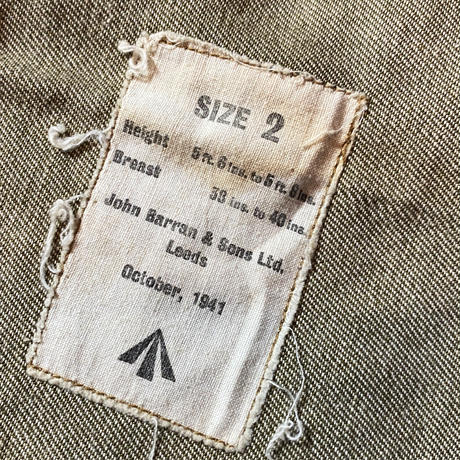 SIZE 2
Height 5 ft. 6 ins. to 5 ft. 8 ins.
Breast 38 ins. to 40 ins.
John Barran & Sons Ltd.
Leeds
October, 1941